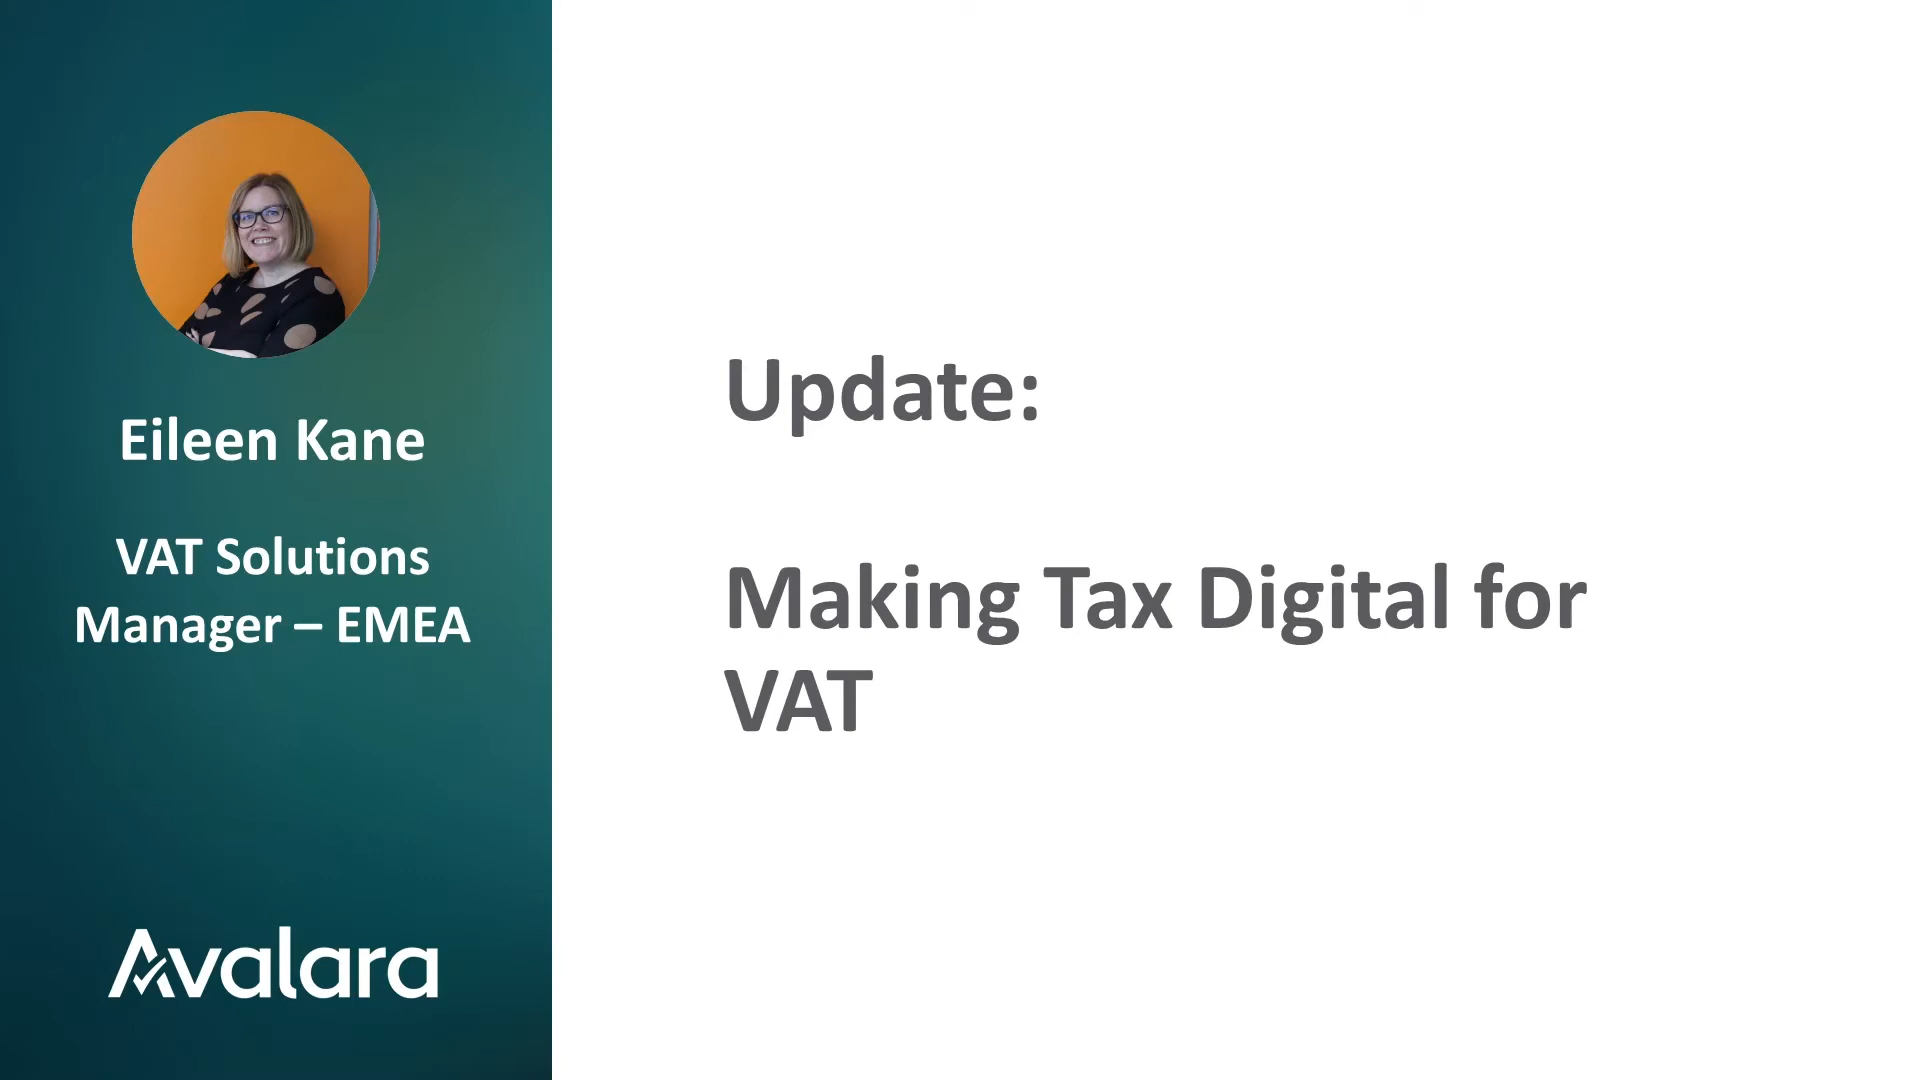 Eileen Kane
VAT Solutions
Manager – EMEA
Avalara
Update:
Making Tax Digital for
VAT